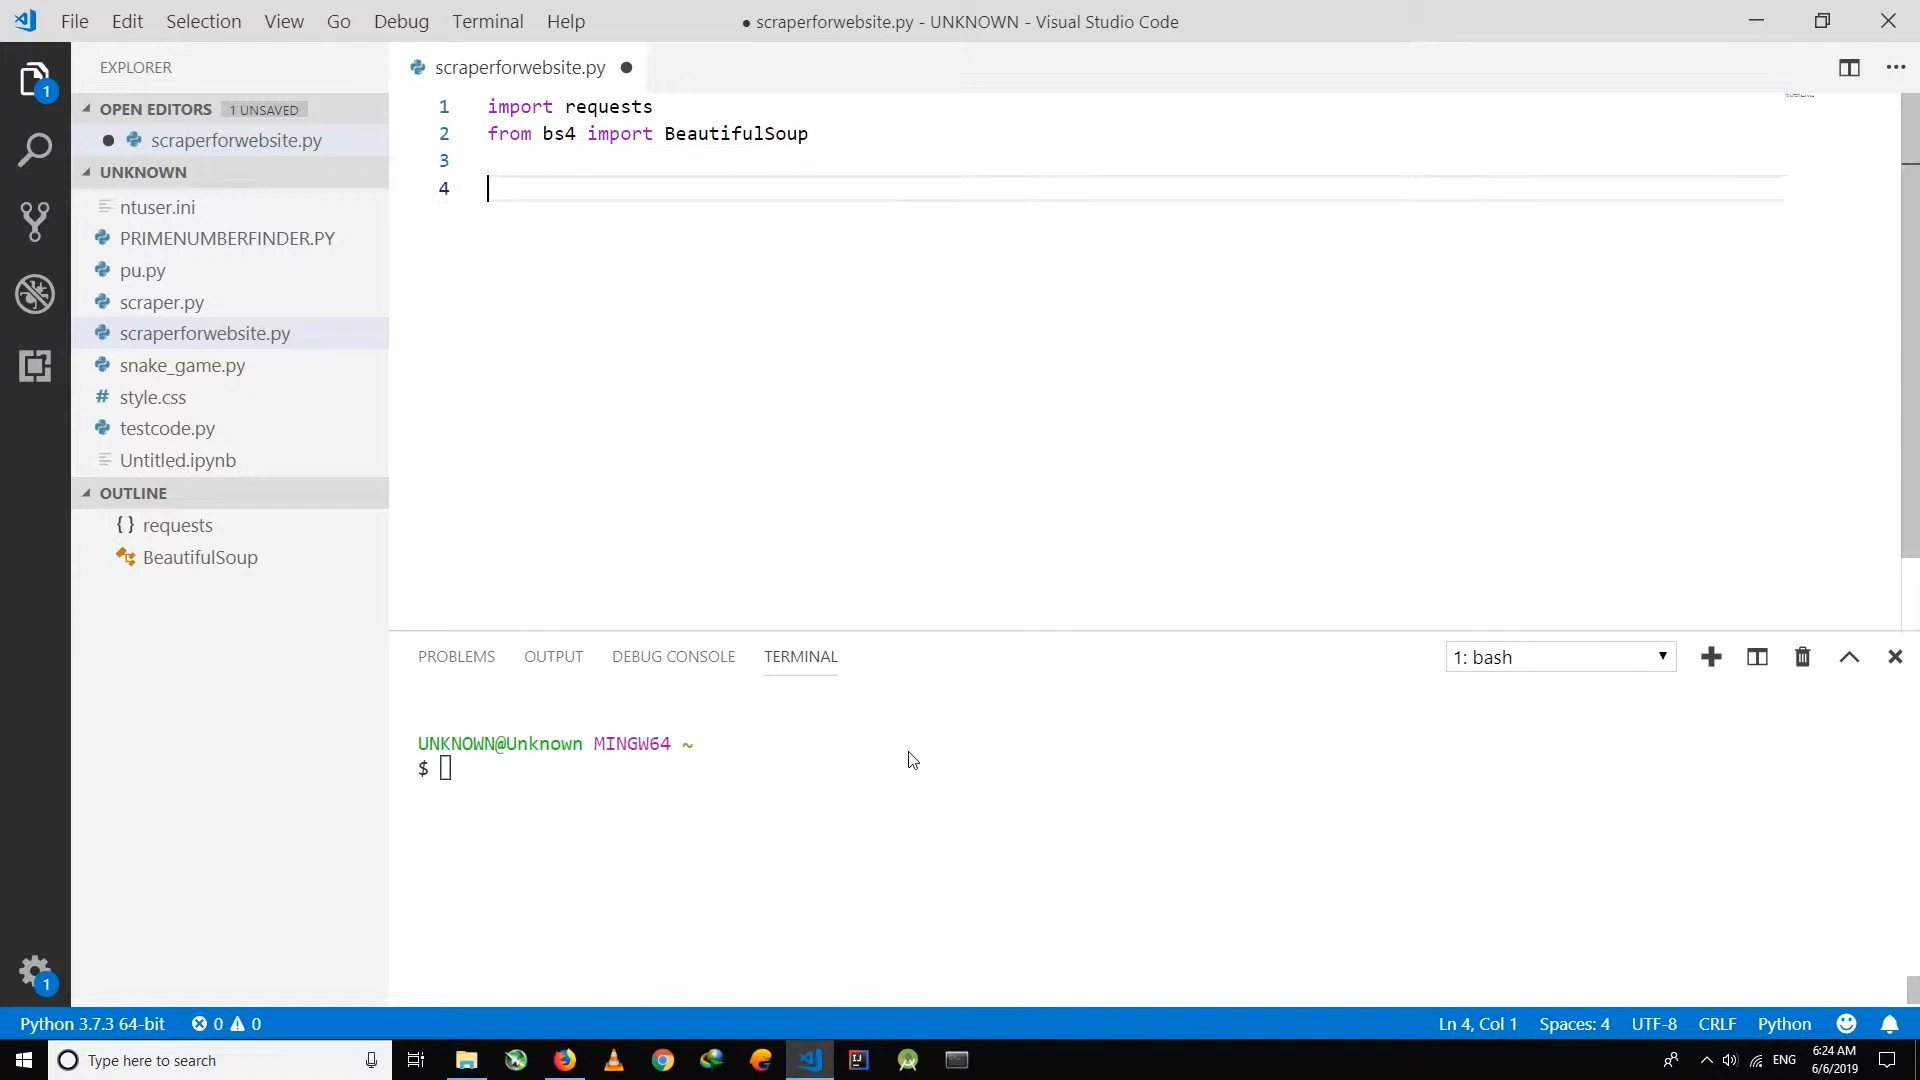 File Edit Selection View Go Debug Terminal Help
● scraperforwebsite.py - UNKNOWN - Visual Studio Code
EXPLORER
OPEN EDITORS 1 UNSAVED
scraperforwebsite.py
UNKNOWN
ntuser.ini
PRIMENUMBERFINDER.PY
pu.py
scraper.py
scraperforwebsite.py
snake_game.py
# style.css
testcode.py
Untitled.ipynb
OUTLINE
{} requests
BeautifulSoup
1
1
scraperforwebsite.py ●
1 import requests
2 from bs4 import BeautifulSoup
3
4
PROBLEMS OUTPUT DEBUG CONSOLE TERMINAL
1: bash
UNKNOWN@Unknown MINGW64 ~
$
Python 3.7.3 64-bit 0 0
Ln 4, Col 1 Spaces: 4 UTF-8 CRLF Python
Type here to search
IJ
ENG
6:24 AM
6/6/2019